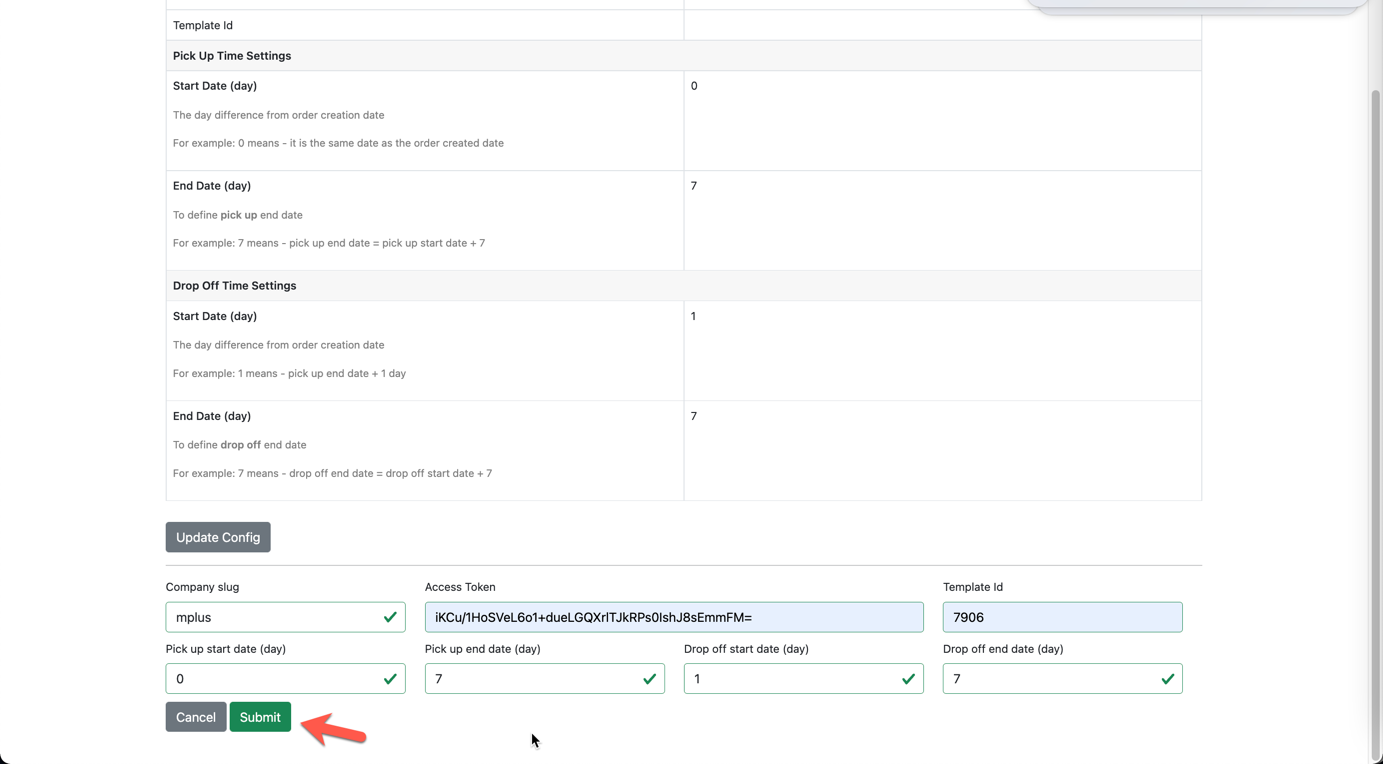 Template Id
Pick Up Time Settings
Start Date (day)
0
The day difference from order creation date
For example: 0 means - it is the same date as the order created date
End Date (day)
7
To define pick up end date
For example: 7 means - pick up end date = pick up start date + 7
Drop Off Time Settings
Start Date (day)
1
The day difference from order creation date
For example: 1 means - pick up end date + 1 day
End Date (day)
7
To define drop off end date
For example: 7 means - drop off end date = drop off start date + 7
Update Config
Company slug
Access Token
Template Id
mplus
iKCu/1HoSVeL6o1+dueLGQXrlTJkRPs0IshJ8sEmmFM=
7906
Pick up start date (day)
Pick up end date (day)
Drop off start date (day)
Drop off end date (day)
0
7
1
7
Cancel
Submit